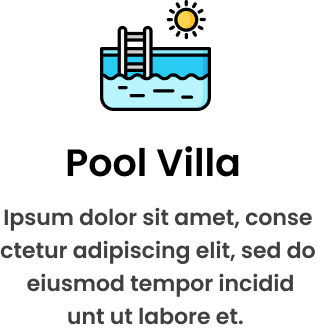 Pool Villa
Ipsum dolor sit amet, conse
ctetur adipiscing elit, sed do
eiusmod tempor incidid
unt ut labore et.